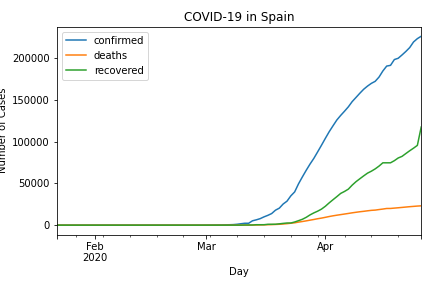 COVID-19 in Spain
confirmed
deaths
recovered
200000
150000
100000
50000
0
Number of Cases
Feb
2020
Mar
Apr
Day